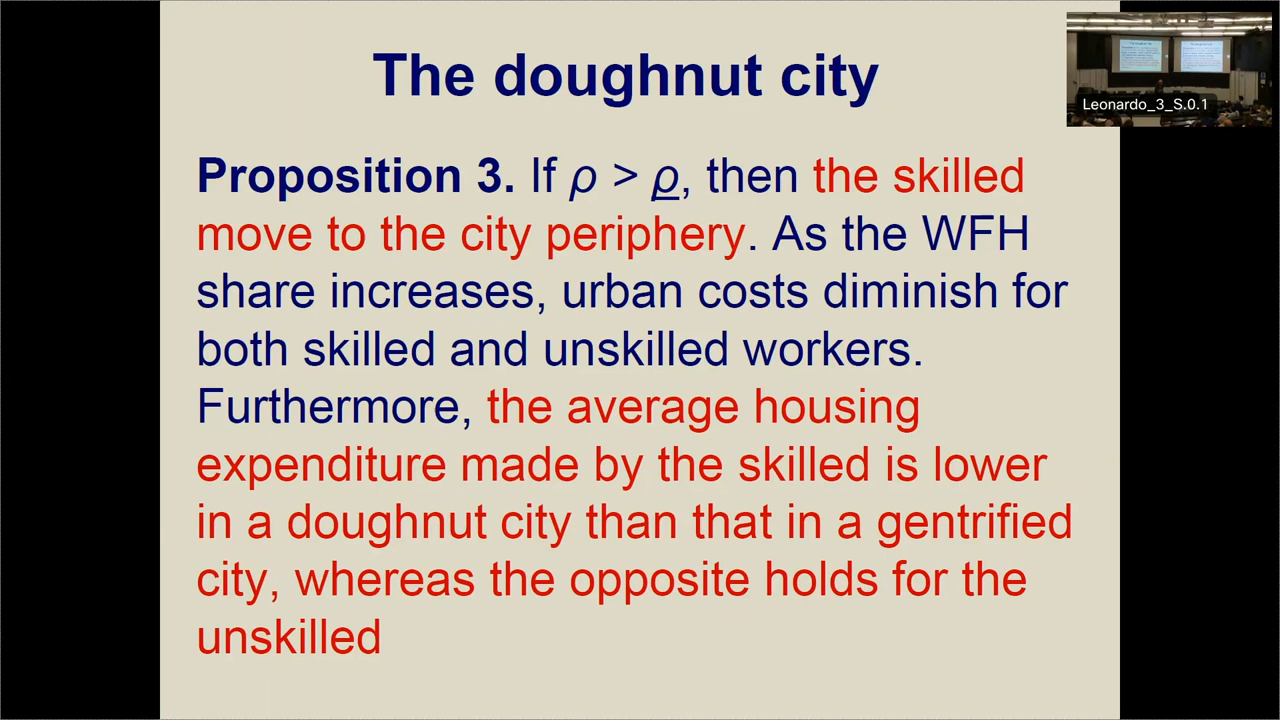 The doughnut city
Leonardo_3_S.0.1
Proposition 3. If ρ > ρ̲, then the skilled
move to the city periphery. As the WFH
share increases, urban costs diminish for
both skilled and unskilled workers.
Furthermore, the average housing
expenditure made by the skilled is lower
in a doughnut city than that in a gentrified
city, whereas the opposite holds for the
unskilled